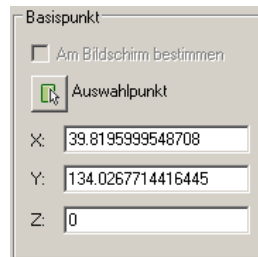 Basispunkt
Am Bildschirm bestimmen
Auswahlpunkt
X: 39.8195999548708
Y: 134.0267714416445
Z: 0